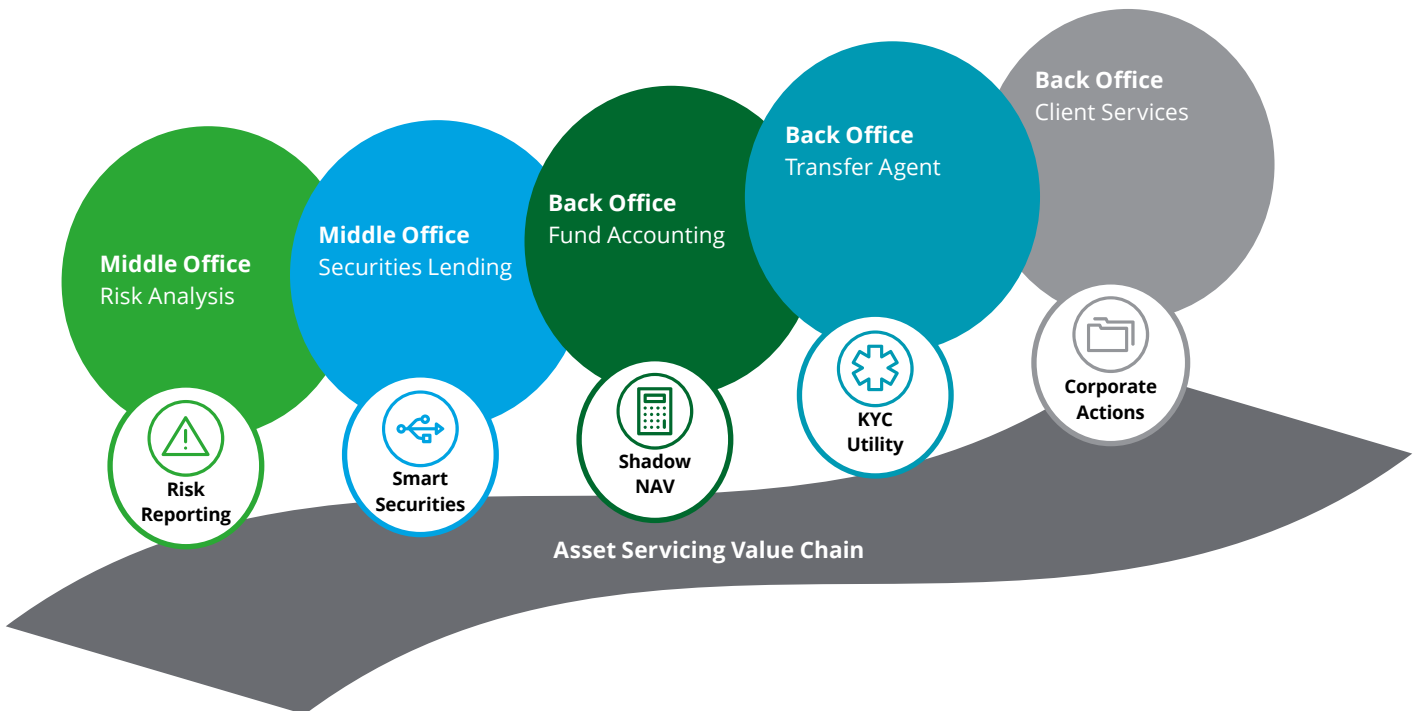 Middle Office
Risk Analysis
Risk
Reporting
Middle Office
Securities Lending
Smart
Securities
Back Office
Fund Accounting
Shadow
NAV
Back Office
Transfer Agent
KYC
Utility
Back Office
Client Services
Corporate
Actions
Asset Servicing Value Chain